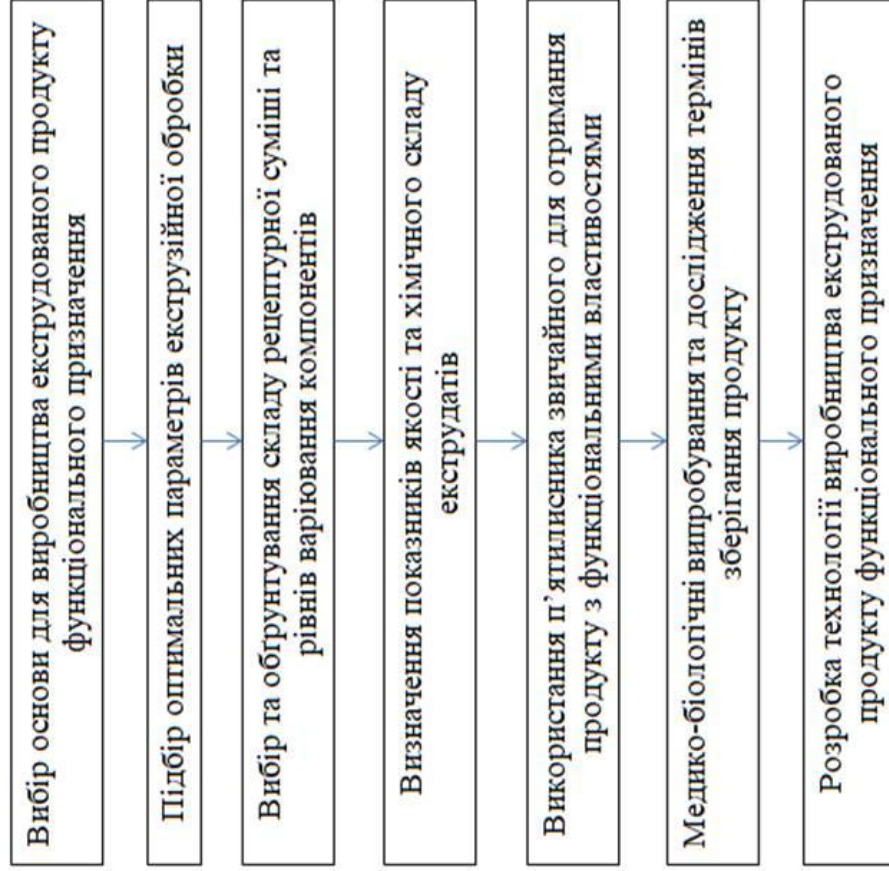 Вибір основи для виробництва екструдованого продукту
функціонального призначення
Підбір оптимальних параметрів екструзійної обробки
Вибір та обґрунтування складу рецептурної суміші та
рівнів варіювання компонентів
Визначення показників якості та хімічного складу
екструдатів
Використання п’ятилисника звичайного для отримання
продукту з функціональними властивостями
Медико-біологічні випробування та дослідження термінів
зберігання продукту
Розробка технології виробництва екструдованого
продукту функціонального призначення